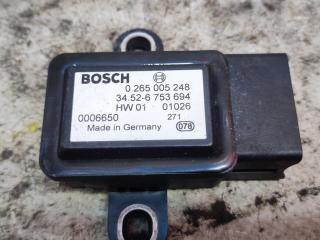 BOSCH
0 265 005 248
34.52-6 753 694
HW 01 01026
0006650 271
Made in Germany 078